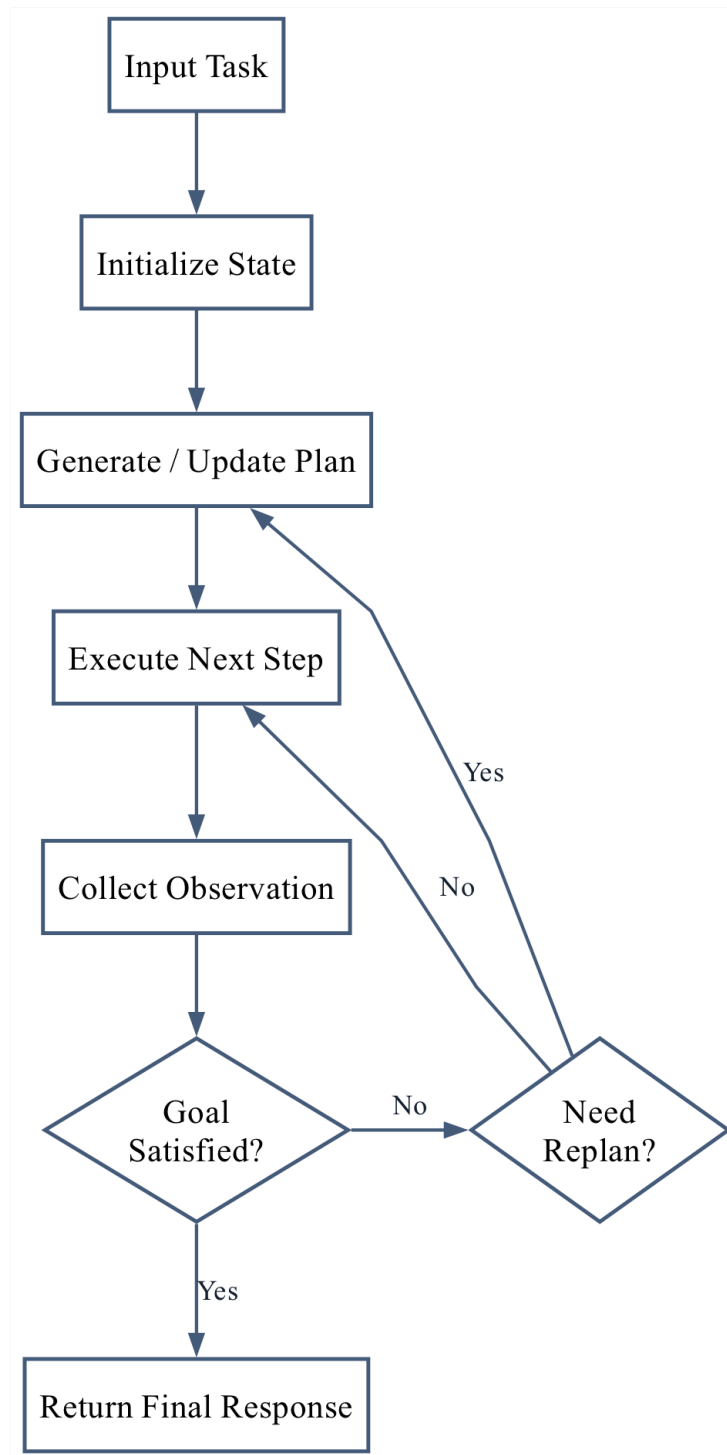 Input Task
Initialize State
Generate / Update Plan
Execute Next Step
Yes
No
Collect Observation
Goal
Satisfied?
No
Need
Replan?
Yes
Return Final Response